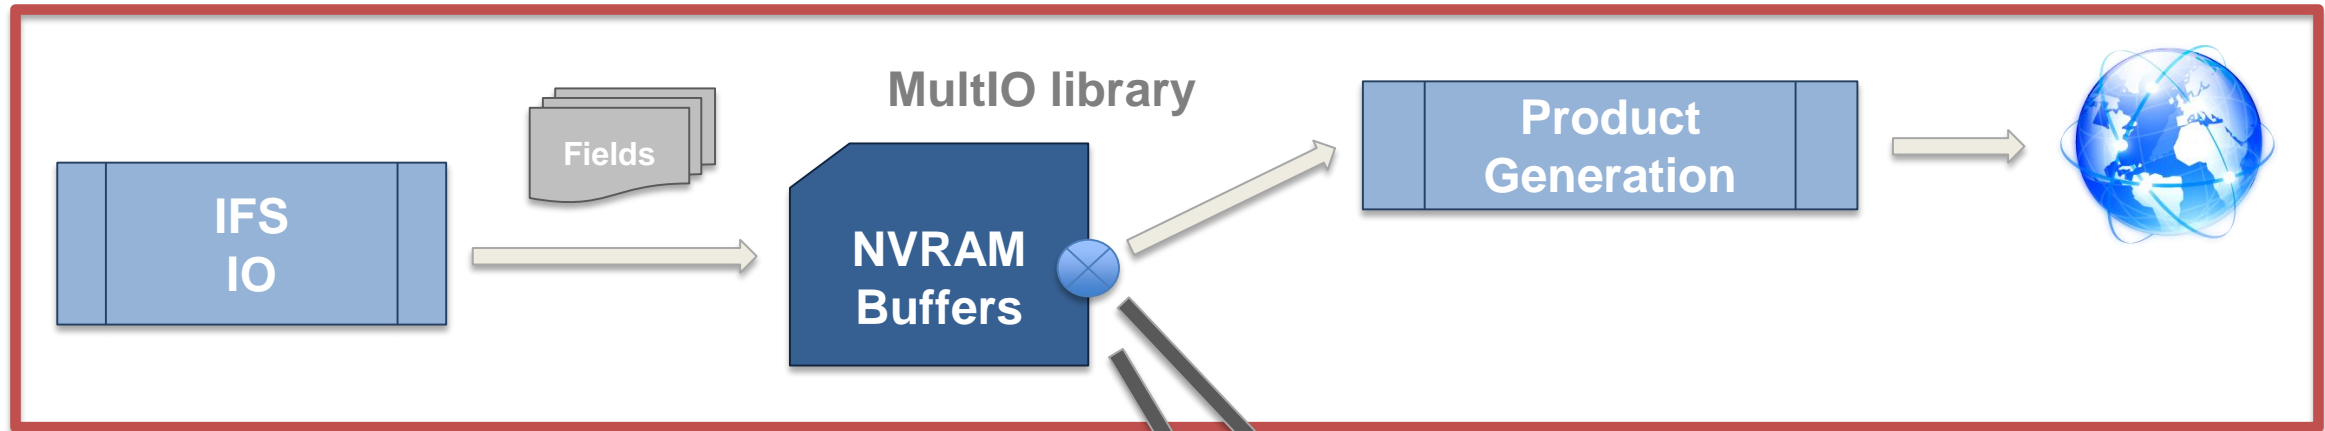 IFS
IO
Fields
MultIO library
NVRAM
Buffers
Product
Generation